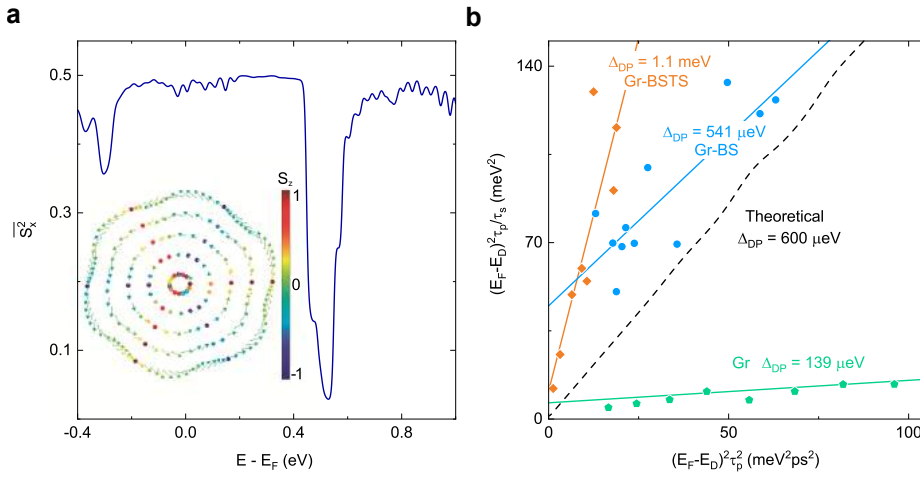 a
0.5
0.3
0.1
-0.4
0.0
0.4
0.8
S̅ₓ²
E - E_F (eV)
S_z
1
0
-1
b
140
70
0
0
50
100
(E_F-E_D)²τ_p/τ_s (meV²)
(E_F-E_D)²τ_p² (meV²ps²)
Δ_DP = 1.1 meV
Gr-BSTS
Δ_DP = 541 μeV
Gr-BS
Theoretical
Δ_DP = 600 μeV
Gr Δ_DP = 139 μeV